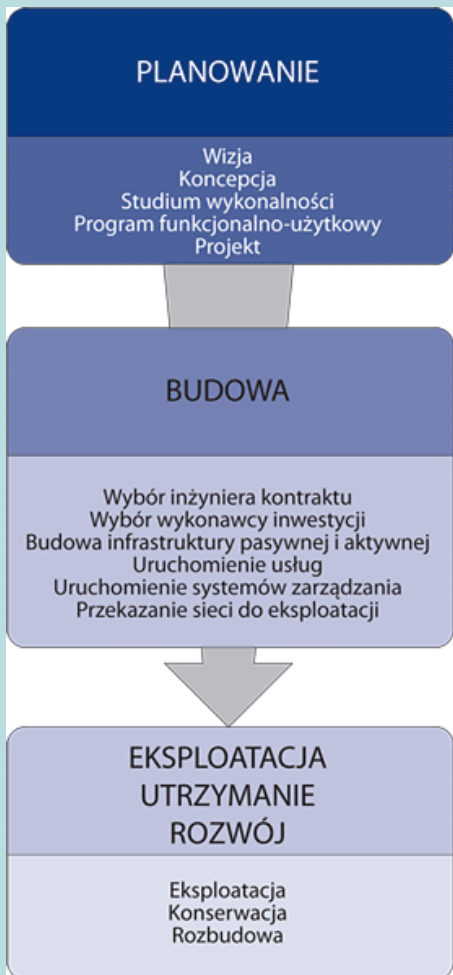 PLANOWANIE
Wizja
Koncepcja
Studium wykonalności
Program funkcjonalno-użytkowy
Projekt
BUDOWA
Wybór inżyniera kontraktu
Wybór wykonawcy inwestycji
Budowa infrastruktury pasywnej i aktywnej
Uruchomienie usług
Uruchomienie systemów zarządzania
Przekazanie sieci do eksploatacji
EKSPLOATACJA
UTRZYMANIE
ROZWÓJ
Eksploatacja
Konserwacja
Rozbudowa